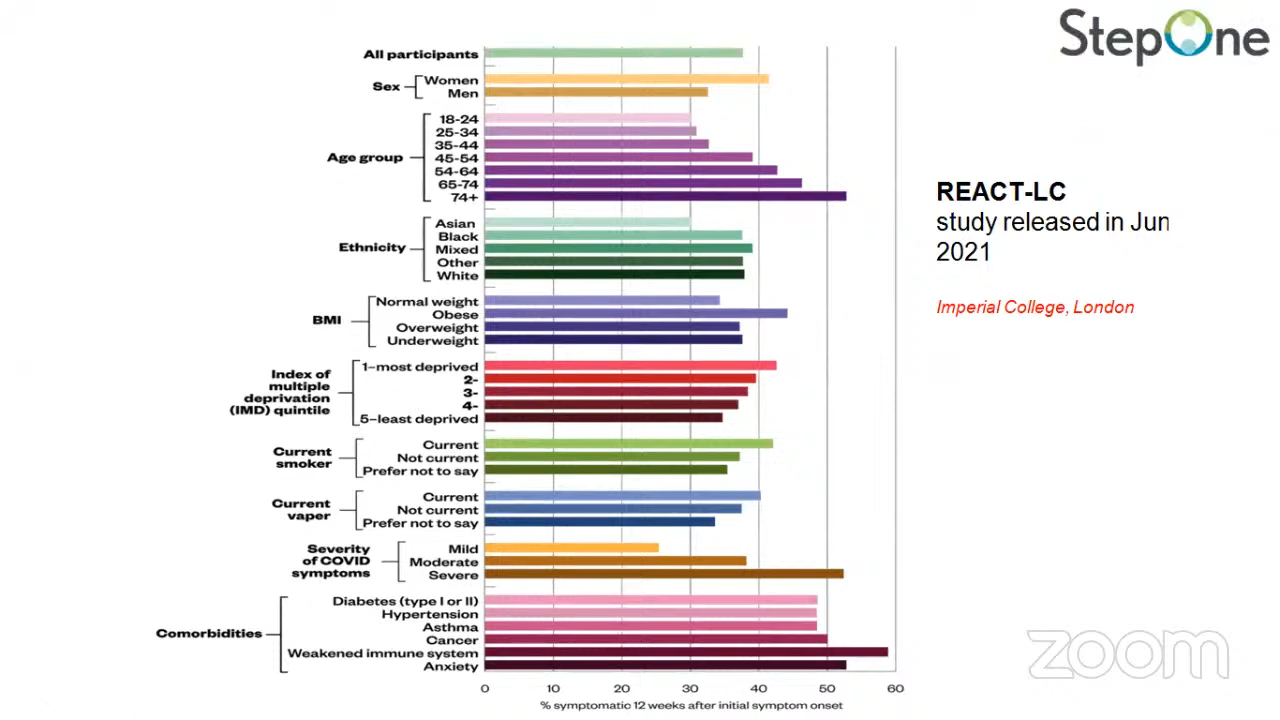 StepOne
All participants
Sex
Women
Men
Age group
18-24
25-34
35-44
45-54
54-64
65-74
74+
Ethnicity
Asian
Black
Mixed
Other
White
BMI
Normal weight
Obese
Overweight
Underweight
Index of
multiple
deprivation
(IMD) quintile
1-most deprived
2-
3-
4-
5-least deprived
Current
smoker
Current
Not current
Prefer not to say
Current
vaper
Current
Not current
Prefer not to say
Severity
of COVID
symptoms
Mild
Moderate
Severe
Comorbidities
Diabetes (type I or II)
Hypertension
Asthma
Cancer
Weakened immune system
Anxiety
0 10 20 30 40 50 60
% symptomatic 12 weeks after initial symptom onset
REACT-LC
study released in Jun
2021
Imperial College, London
zoom